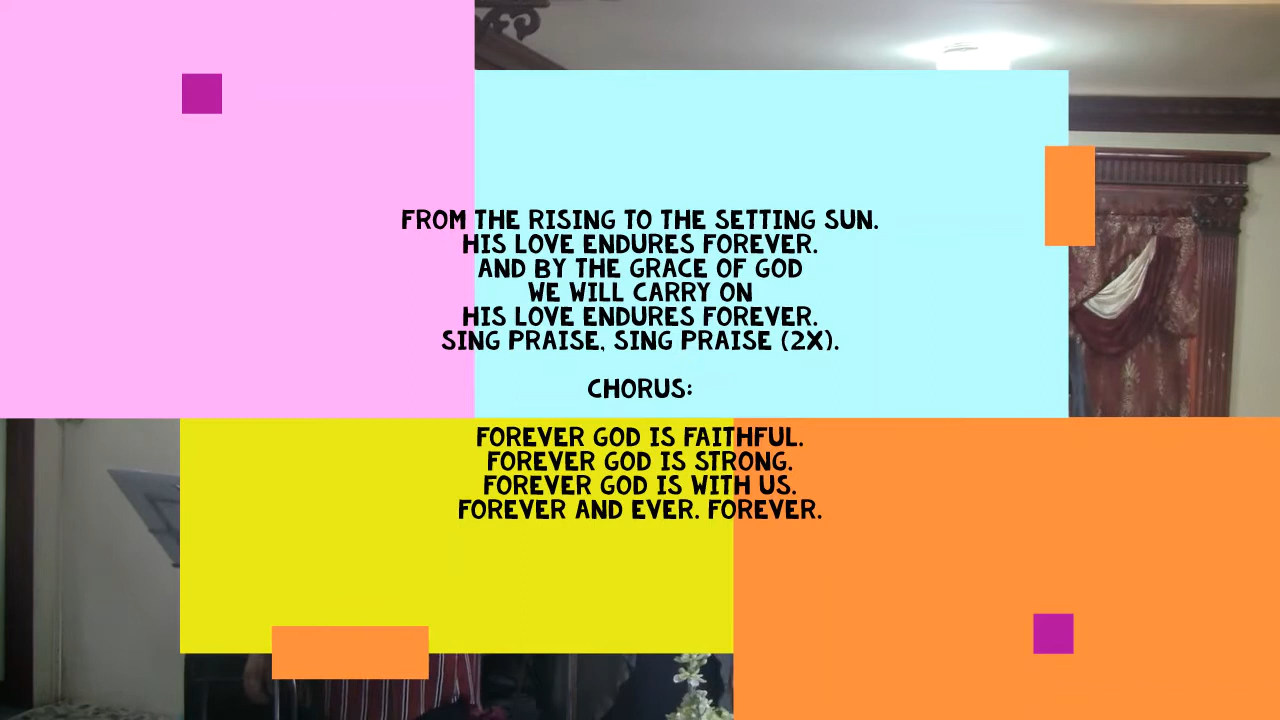 FROM THE RISING TO THE SETTING SUN.
HIS LOVE ENDURES FOREVER.
AND BY THE GRACE OF GOD
WE WILL CARRY ON
HIS LOVE ENDURES FOREVER.
SING PRAISE, SING PRAISE (2X).
CHORUS:
FOREVER GOD IS FAITHFUL.
FOREVER GOD IS STRONG.
FOREVER GOD IS WITH US.
FOREVER AND EVER. FOREVER.